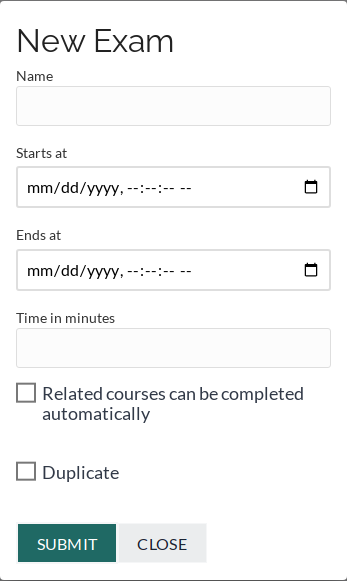 New Exam
Name
Starts at
mm/dd/yyyy, --:--:-- --
Ends at
mm/dd/yyyy, --:--:-- --
Time in minutes
Related courses can be completed
automatically
Duplicate
SUBMIT CLOSE